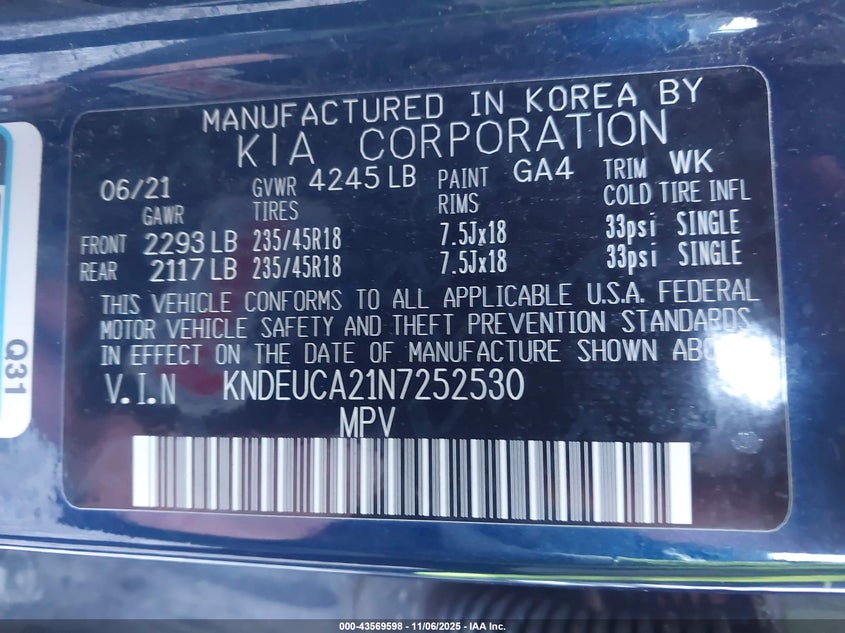 MANUFACTURED IN KOREA BY
KIA CORPORATION
06/21 GVWR 4245 LB PAINT GA4 TRIM WK
GAWR TIRES RIMS COLD TIRE INFL
FRONT 2293 LB 235/45R18 7.5Jx18 33psi SINGLE
REAR 2117 LB 235/45R18 7.5Jx18 33psi SINGLE
THIS VEHICLE CONFORMS TO ALL APPLICABLE U.S.A. FEDERAL
MOTOR VEHICLE SAFETY AND THEFT PREVENTION STANDARDS
IN EFFECT ON THE DATE OF MANUFACTURE SHOWN
V.I.N KNDEUCA21N7252530
MPV
Q31
000-43569598 - 11/06/2025 - IAA Inc.